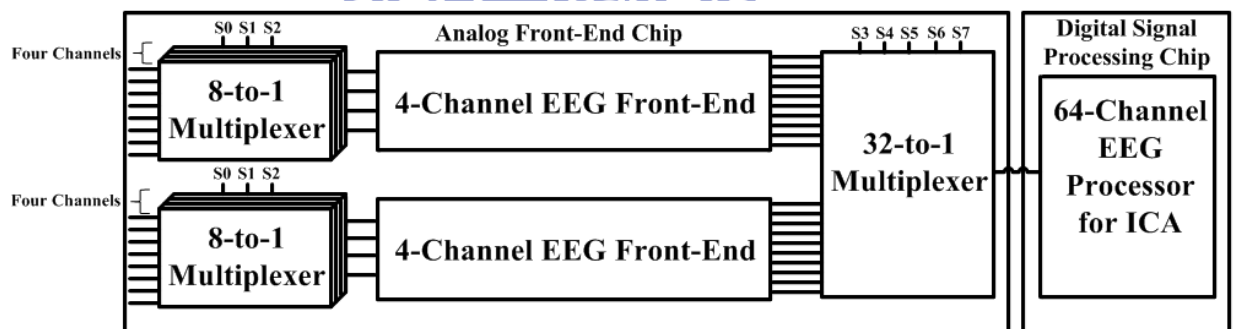 Analog Front-End Chip
Four Channels
S0 S1 S2
8-to-1
Multiplexer
4-Channel EEG Front-End
S3 S4 S5 S6 S7
32-to-1
Multiplexer
Four Channels
S0 S1 S2
8-to-1
Multiplexer
4-Channel EEG Front-End
Digital Signal
Processing Chip
64-Channel
EEG
Processor
for ICA